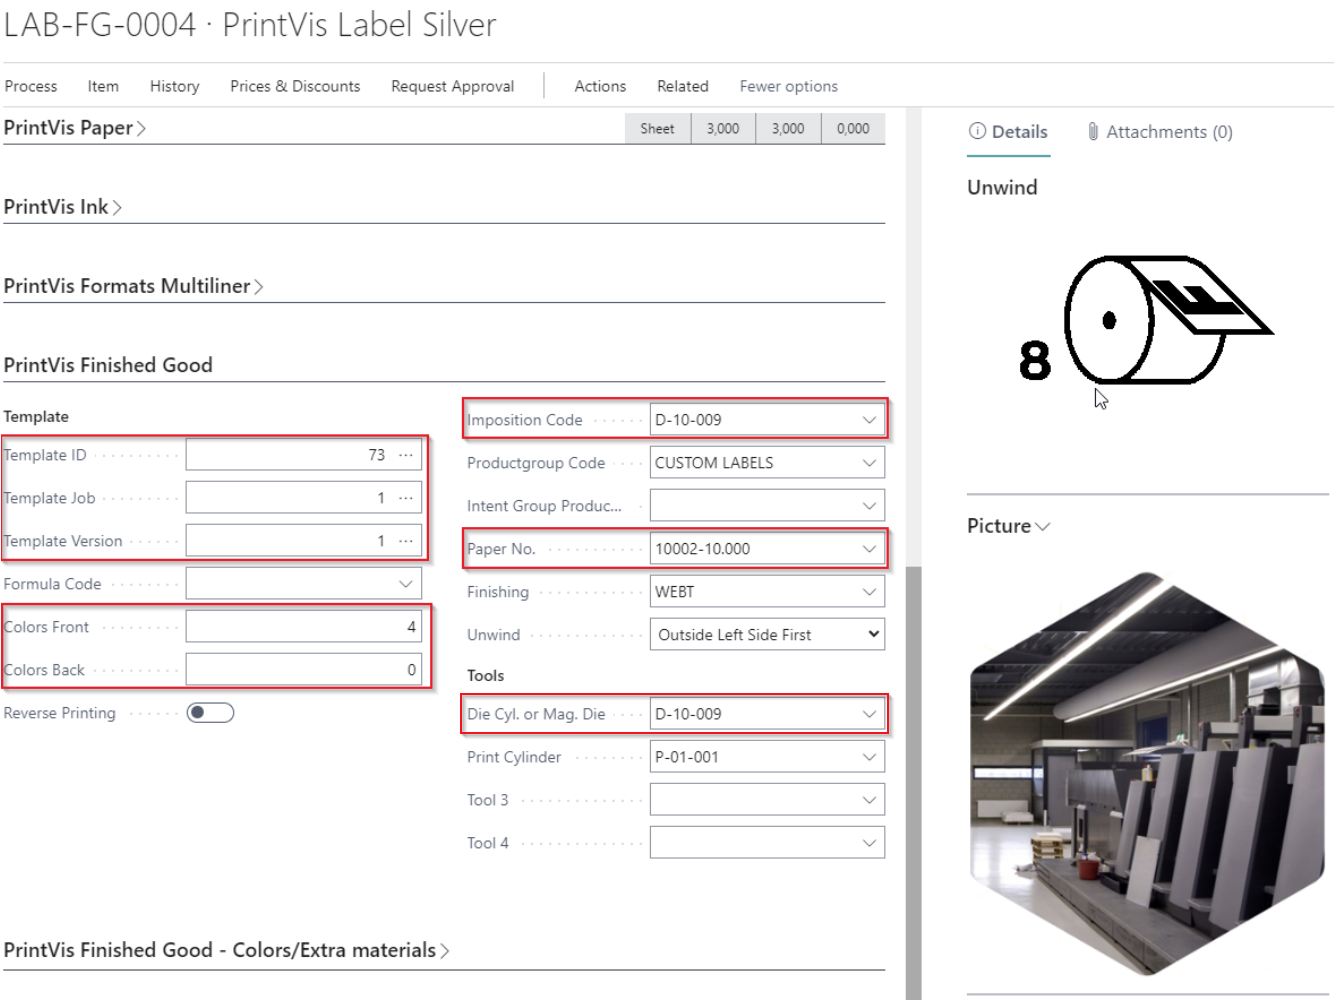 LAB-FG-0004 · PrintVis Label Silver
Process Item History Prices & Discounts Request Approval Actions Related Fewer options
PrintVis Paper Sheet 3,000 3,000 0,000
Details Attachments (0)
Unwind
PrintVis Ink
8
PrintVis Formats Multiliner
PrintVis Finished Good
Template
Template ID 73 ...
Template Job 1 ...
Template Version 1 ...
Formula Code
Colors Front 4
Colors Back 0
Reverse Printing
Imposition Code D-10-009
Productgroup Code CUSTOM LABELS
Intent Group Produc...
Paper No. 10002-10.000
Finishing WEBT
Unwind Outside Left Side First
Tools
Die Cyl. or Mag. Die D-10-009
Print Cylinder P-01-001
Tool 3
Tool 4
F
Picture
PrintVis Finished Good - Colors/Extra materials